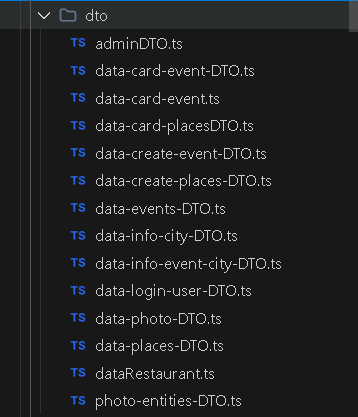 dto
TS adminDTO.ts
TS data-card-event-DTO.ts
TS data-card-event.ts
TS data-card-placesDTO.ts
TS data-create-event-DTO.ts
TS data-create-places-DTO.ts
TS data-events-DTO.ts
TS data-info-city-DTO.ts
TS data-info-event-city-DTO.ts
TS data-login-user-DTO.ts
TS data-photo-DTO.ts
TS data-places-DTO.ts
TS dataRestaurant.ts
TS photo-entities-DTO.ts